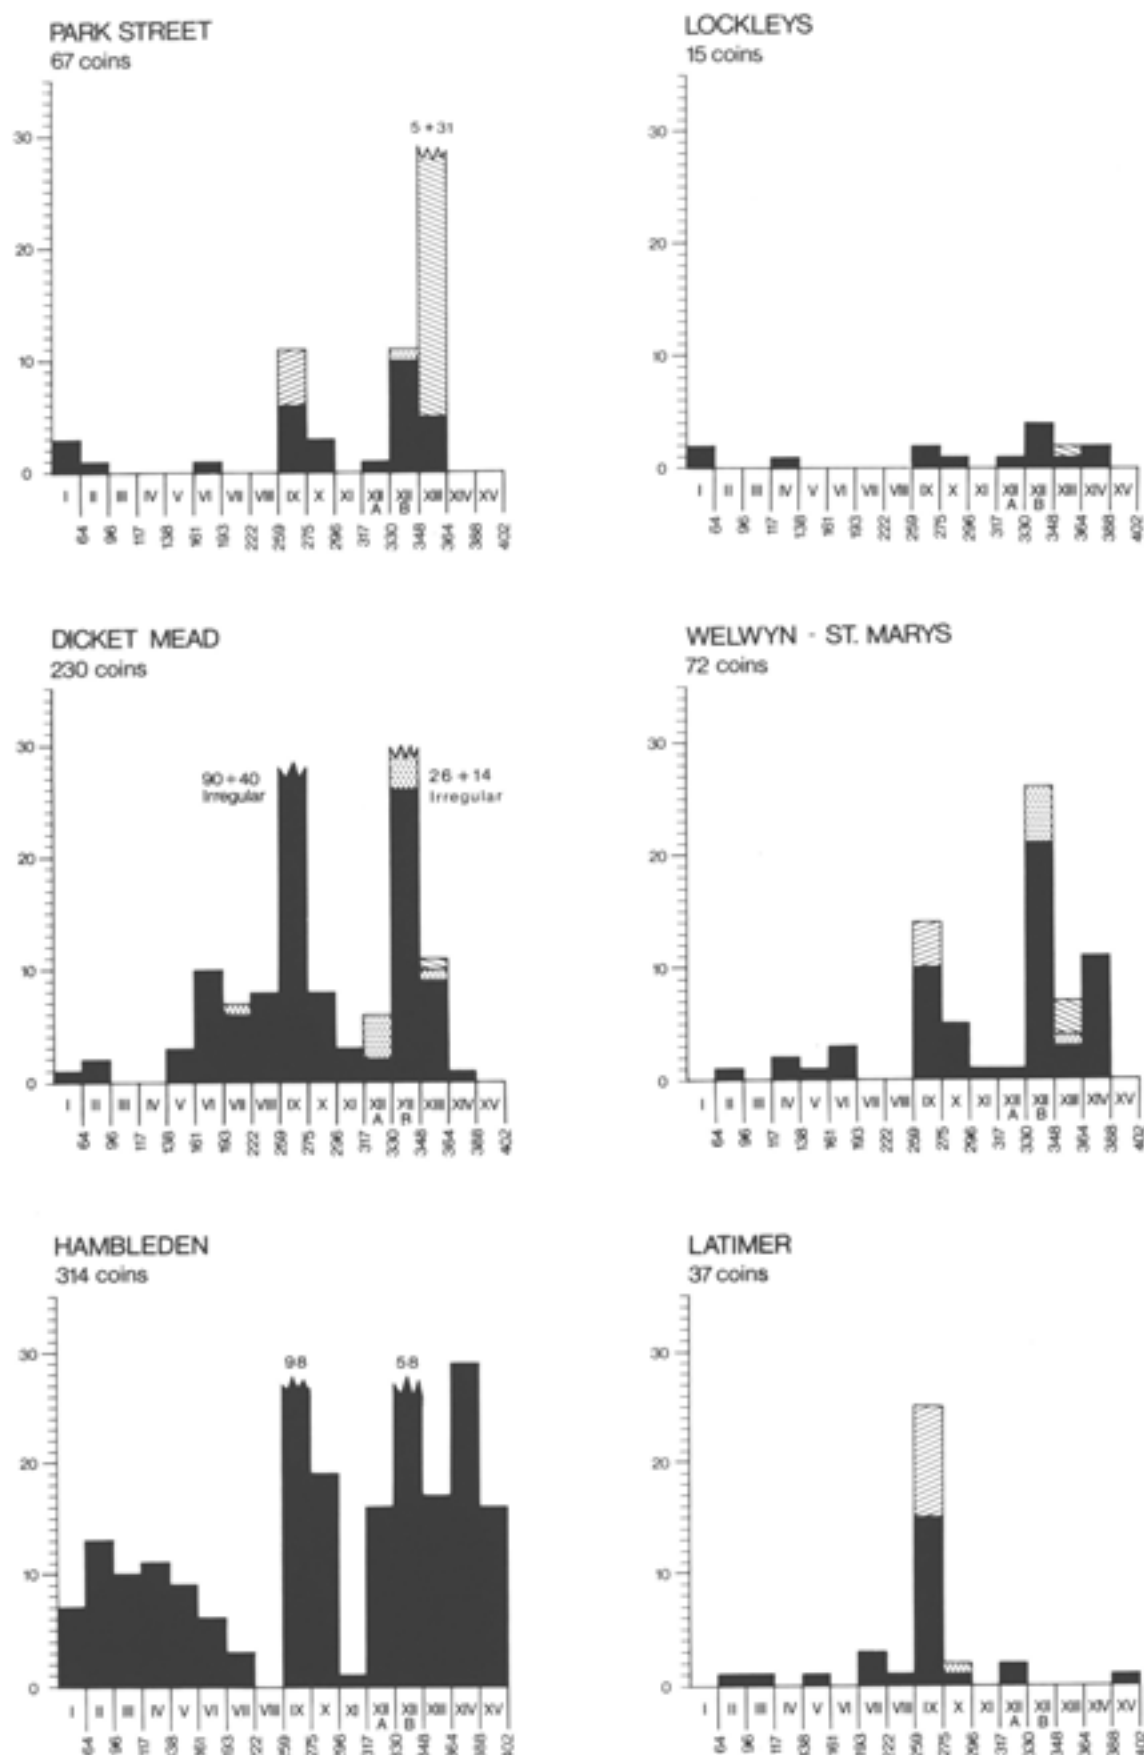 PARK STREET
67 coins
30
20
10
0
5 + 31
I II III IV V VI VII VIII IX X XI XII A XII B XIII XIV XV
64 96 117 138 161 193 222 259 275 296 317 330 348 364 388 402
LOCKLEYS
15 coins
30
20
10
0
I II III IV V VI VII VIII IX X XI XII A XII B XIII XIV XV
64 96 117 138 161 193 222 259 275 296 317 330 348 364 388 402
DICKET MEAD
230 coins
30
20
10
0
90 + 40
Irregular
26 + 14
Irregular
I II III IV V VI VII VIII IX X XI XII A XII B XIII XIV XV
64 96 117 138 161 193 222 259 275 296 317 330 348 364 388 402
WELWYN - ST. MARYS
72 coins
30
20
10
0
I II III IV V VI VII VIII IX X XI XII A XII B XIII XIV XV
64 96 117 138 161 193 222 259 275 296 317 330 348 364 388 402
HAMBLEDEN
314 coins
30
20
10
0
98
58
I II III IV V VI VII VIII IX X XI XII A XII B XIII XIV XV
64 96 117 138 161 193 222 259 275 296 317 330 348 364 388 402
LATIMER
37 coins
30
20
10
0
I II III IV V VI VII VIII IX X XI XII A XII B XIII XIV XV
64 96 117 138 161 193 222 259 275 296 317 330 348 364 388 402